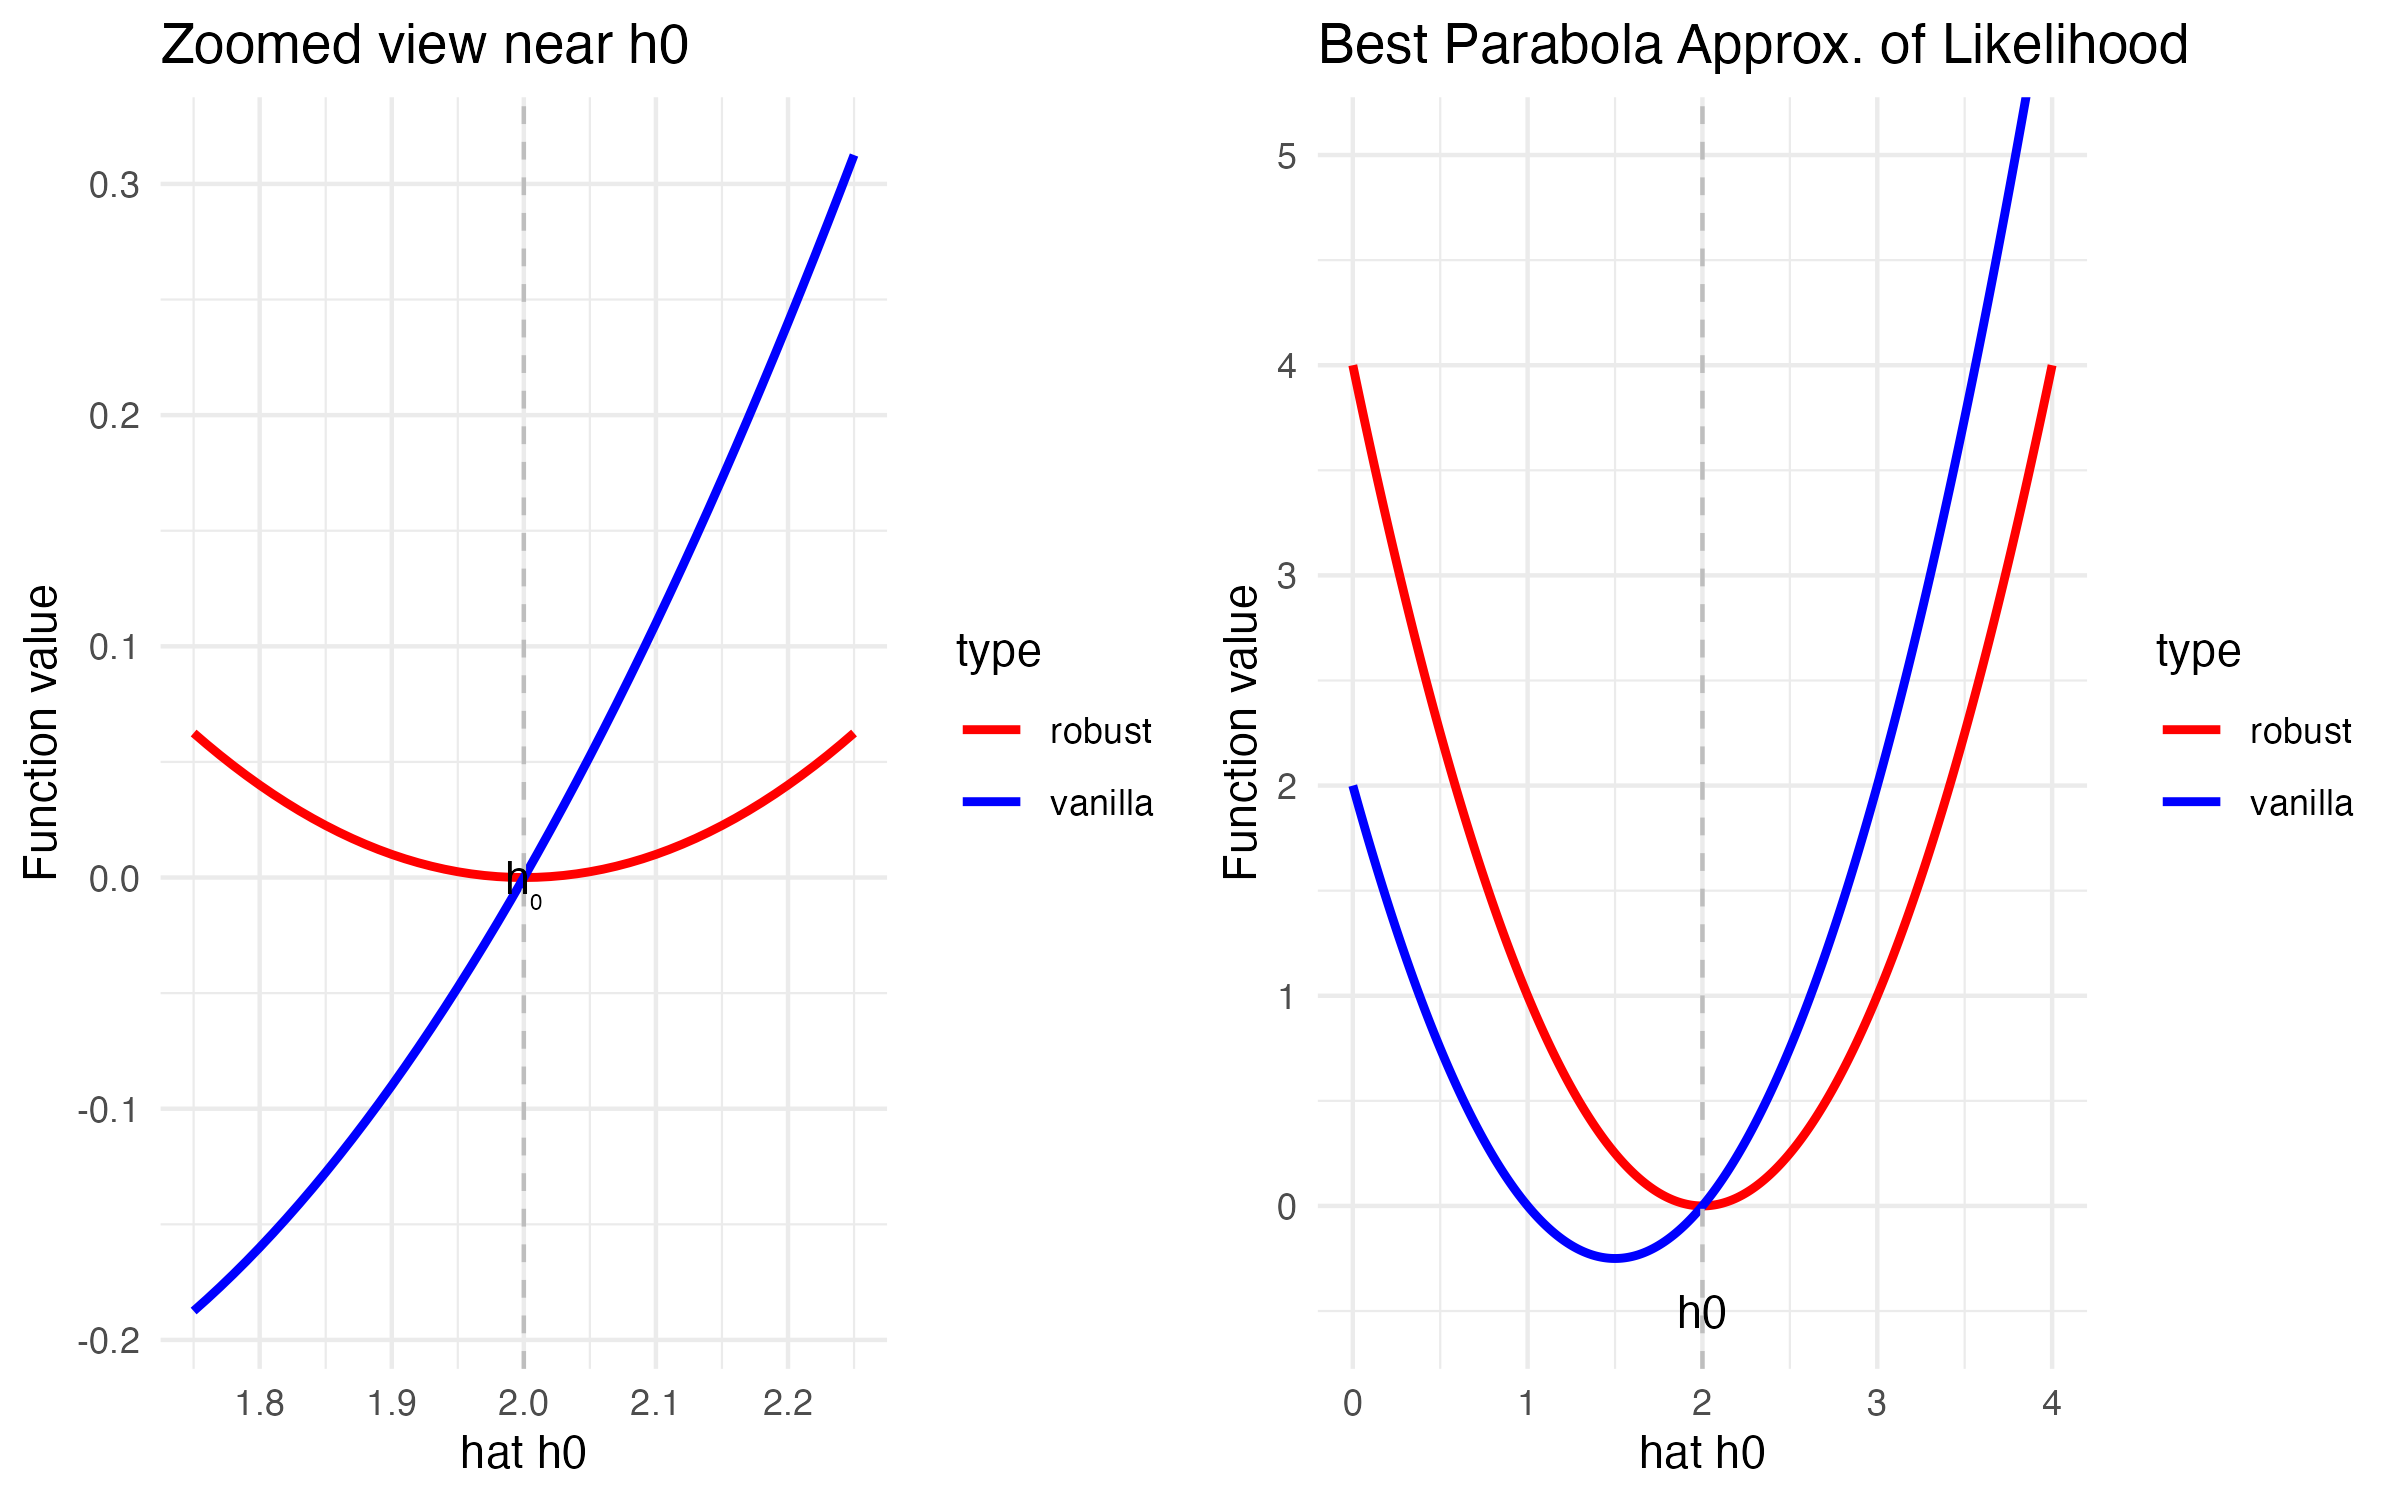 Zoomed view near h0
Function value
0.3
0.2
0.1
0.0
-0.1
-0.2
h₀
1.8 1.9 2.0 2.1 2.2
hat h0
type
robust
vanilla
Best Parabola Approx. of Likelihood
Function value
5
4
3
2
1
0
h0
0 1 2 3 4
hat h0
type
robust
vanilla